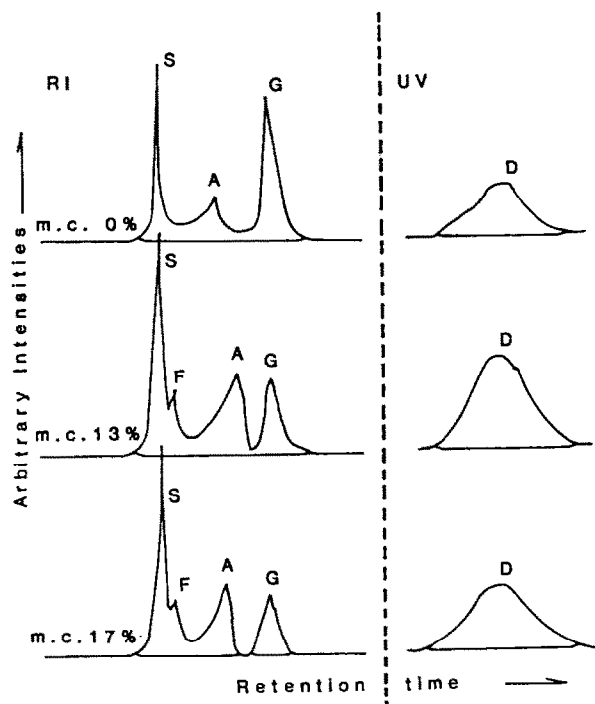 S
RI
UV
G
A
D
m.c. 0%
S
D
F
A
G
m.c.13%
S
F
A
G
D
m.c.17%
Arbitrary Intensities
Retention time